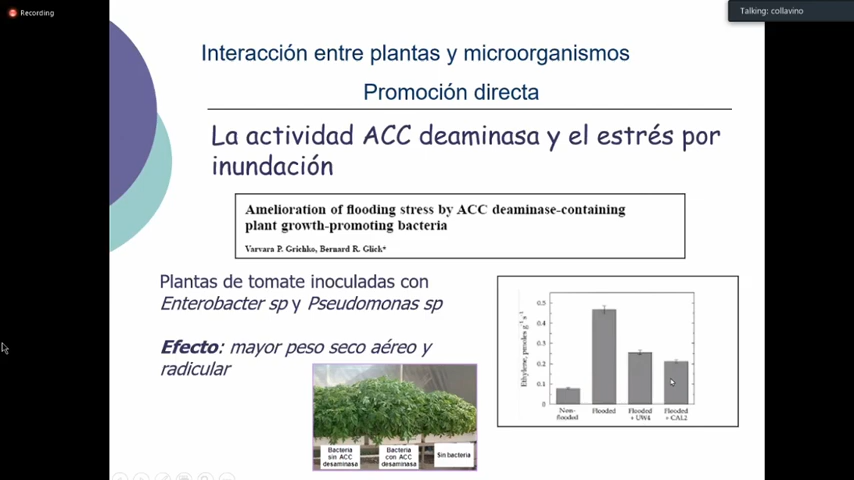 Recording
Talking: collavino
Interacción entre plantas y microorganismos
Promoción directa
La actividad ACC deaminasa y el estrés por
inundación
Amelioration of flooding stress by ACC deaminase-containing
plant growth-promoting bacteria
Varvara P. Grichko, Bernard R. Glick*
Plantas de tomate inoculadas con
Enterobacter sp y Pseudomonas sp
Efecto: mayor peso seco aéreo y
radicular
Bacteria
sin ACC
desaminasa
Bacteria
con ACC
desaminasa
Sin bacteria
Ethylene, pmoles g⁻¹ s⁻¹
0.5
0.4
0.3
0.2
0.1
0
Non-
flooded
Flooded
Flooded
+ UW4
Flooded
+ CAL2